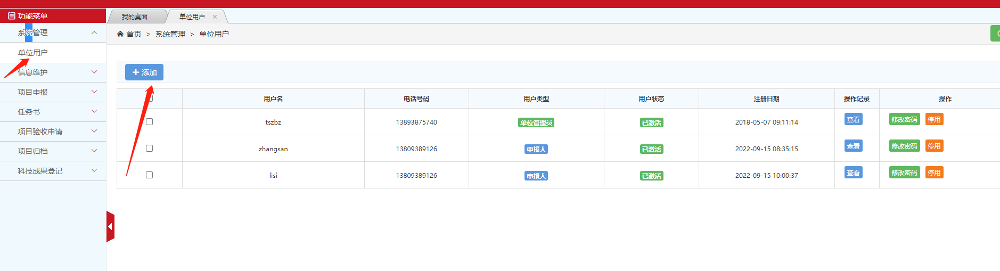 功能菜单
系统管理
单位用户
信息维护
项目申报
任务书
项目验收申请
项目归档
科技成果登记
我的桌面 单位用户 ×
首页 > 系统管理 > 单位用户
添加
用户名 电话号码 用户类型 用户状态 注册日期 操作记录 操作
tszbz 13893875740 单位管理员 已激活 2018-05-07 09:11:14 查看 修改密码 停用
zhangsan 13809389126 申报人 已激活 2022-09-15 08:35:15 查看 修改密码 停用
lisi 13809389126 申报人 已激活 2022-09-15 10:00:37 查看 修改密码 停用